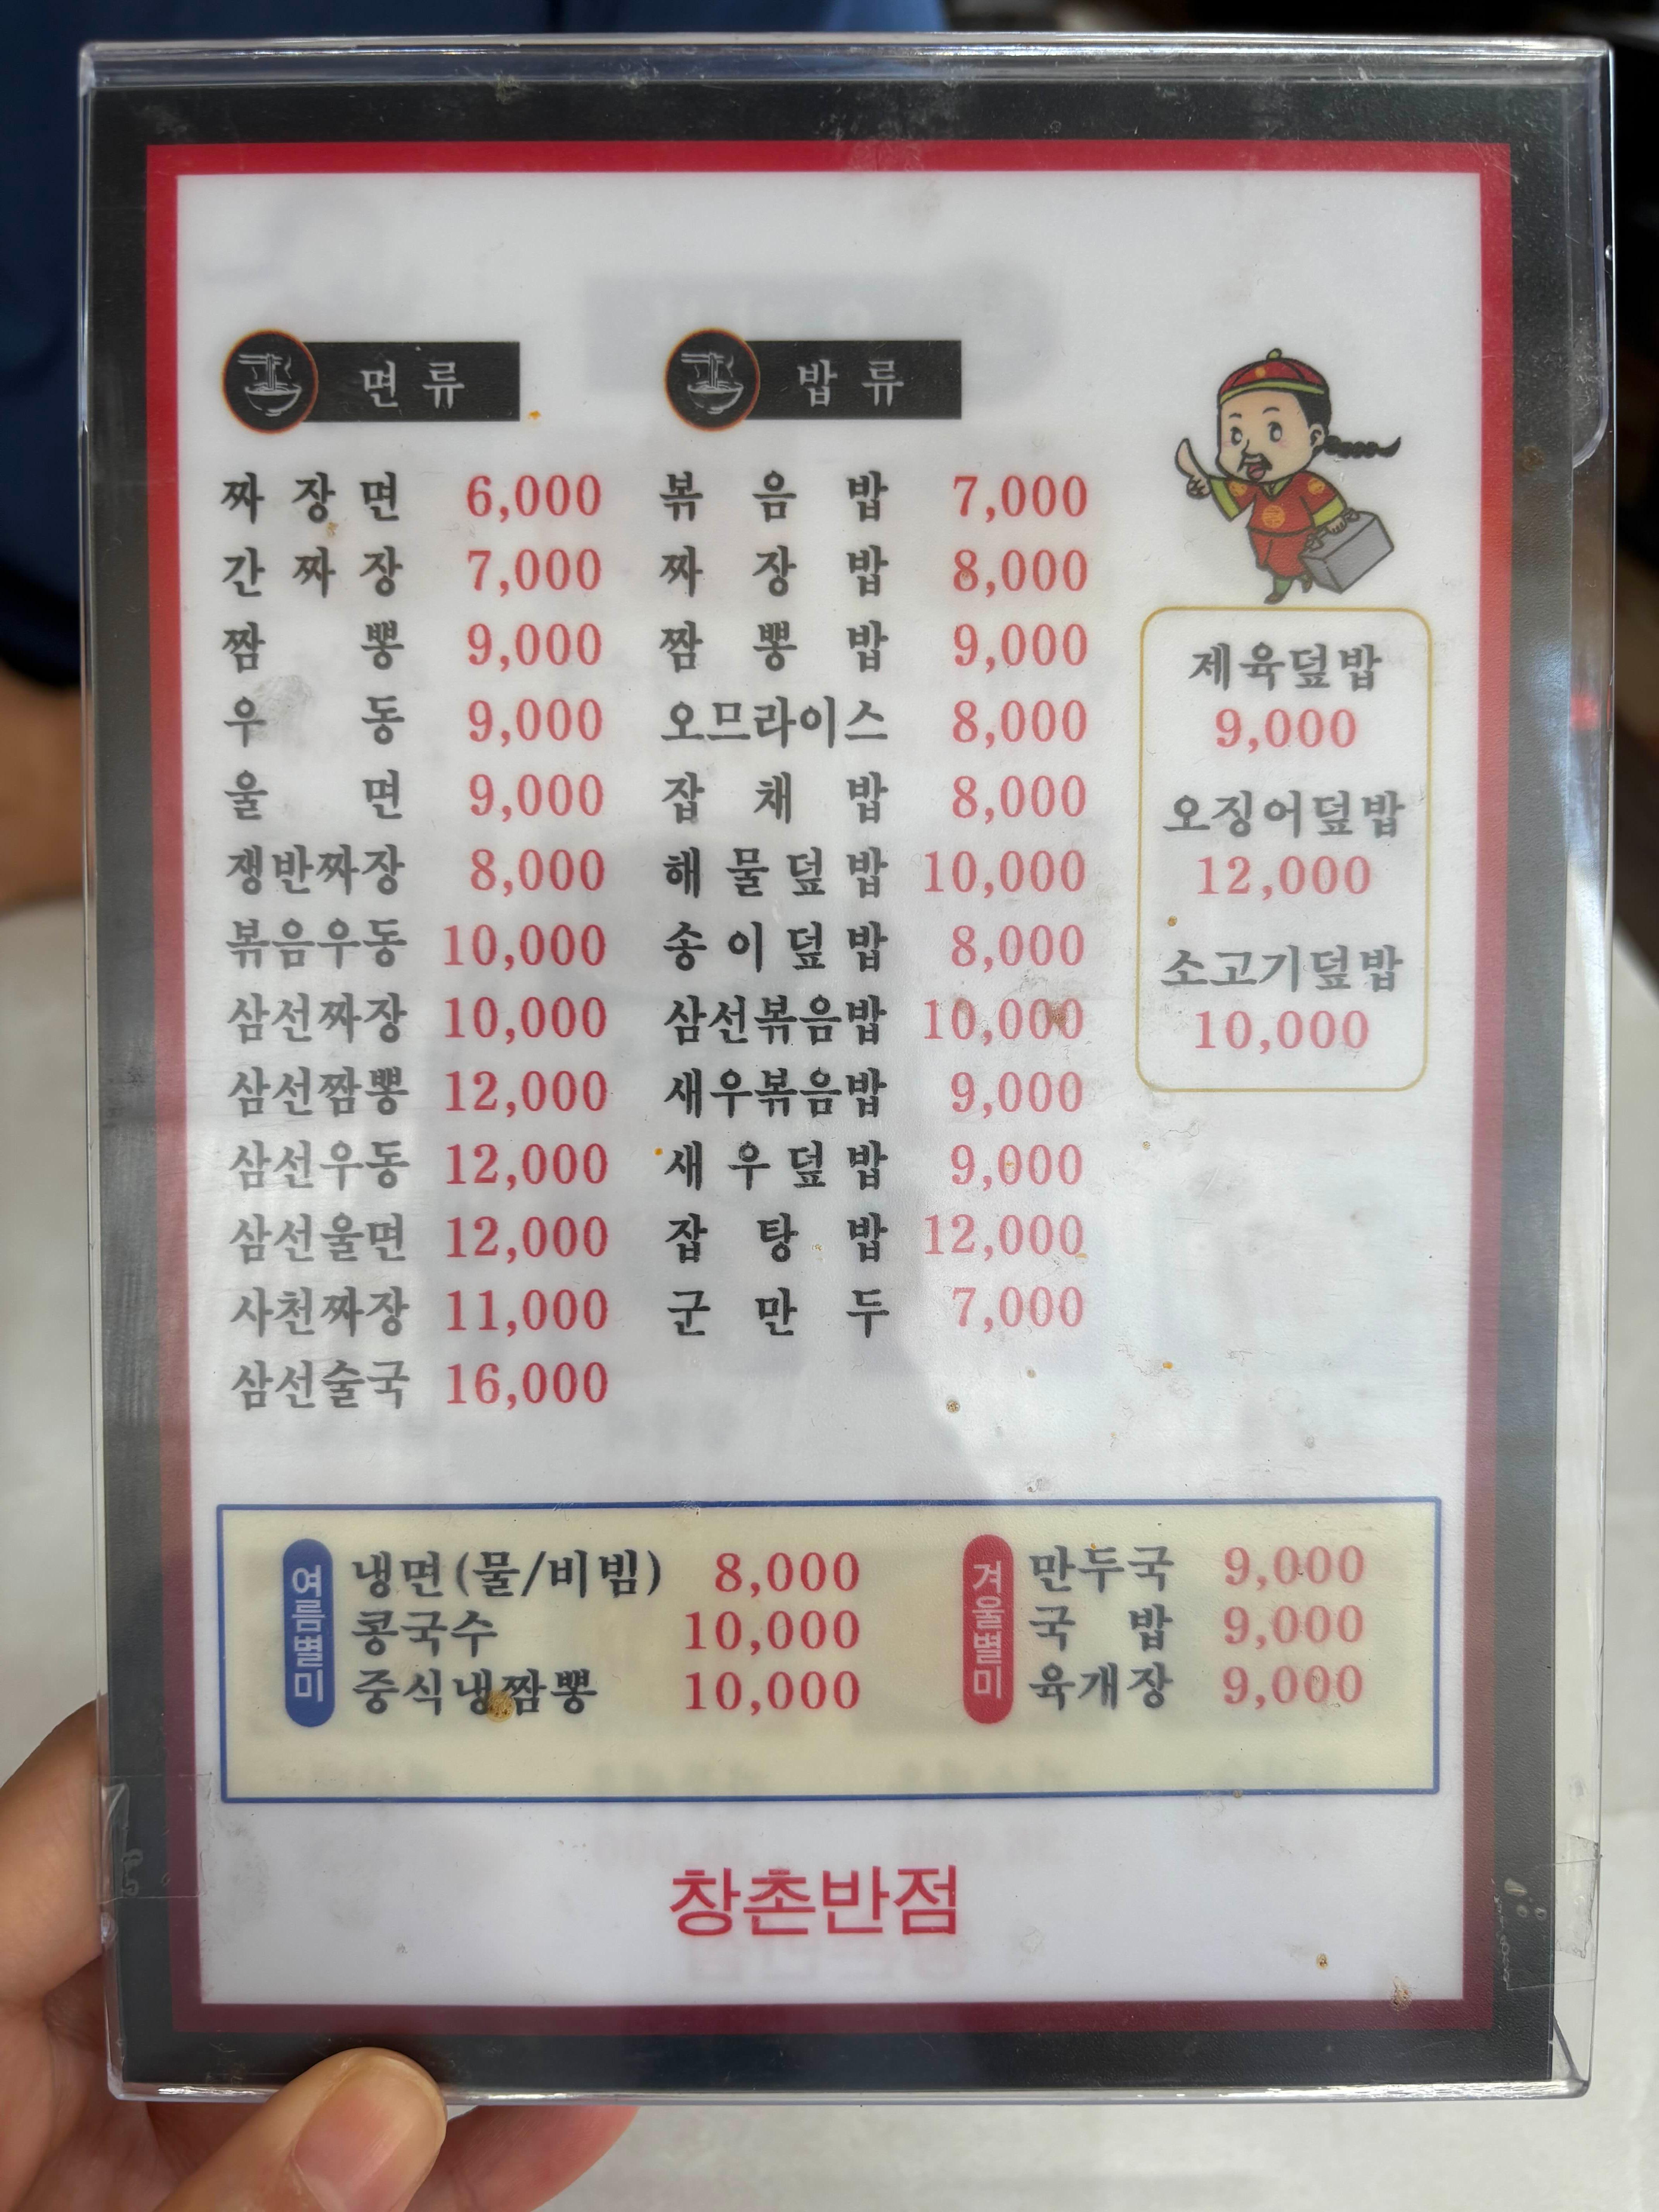 면류
짜장면 6,000
간짜장 7,000
짬뽕 9,000
우동 9,000
울면 9,000
쟁반짜장 8,000
볶음우동 10,000
삼선짜장 10,000
삼선짬뽕 12,000
삼선우동 12,000
삼선울면 12,000
사천짜장 11,000
삼선술국 16,000
밥류
볶음밥 7,000
짜장밥 8,000
짬뽕밥 9,000
오므라이스 8,000
잡채밥 8,000
해물덮밥 10,000
송이덮밥 8,000
삼선볶음밥 10,000
새우볶음밥 9,000
새우덮밥 9,000
잡탕밥 12,000
군만두 7,000
제육덮밥
9,000
오징어덮밥
12,000
소고기덮밥
10,000
여름별미
냉면(물/비빔) 8,000
콩국수 10,000
중식냉짬뽕 10,000
겨울별미
만두국 9,000
국밥 9,000
육개장 9,000
창촌반점